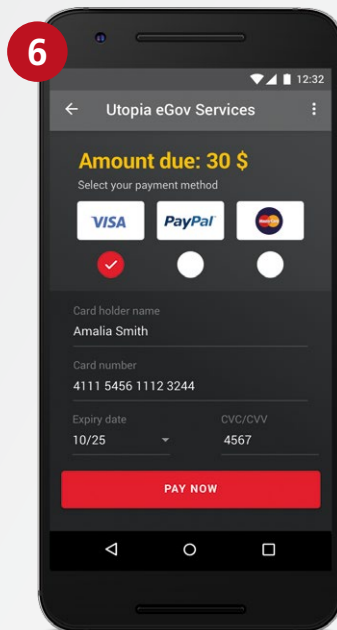 6
12:32
Utopia eGov Services
Amount due: 30 $
Select your payment method
VISA PayPal MasterCard
Card holder name
Amalia Smith
Card number
4111 5456 1112 3244
Expiry date CVC/CVV
10/25 4567
PAY NOW